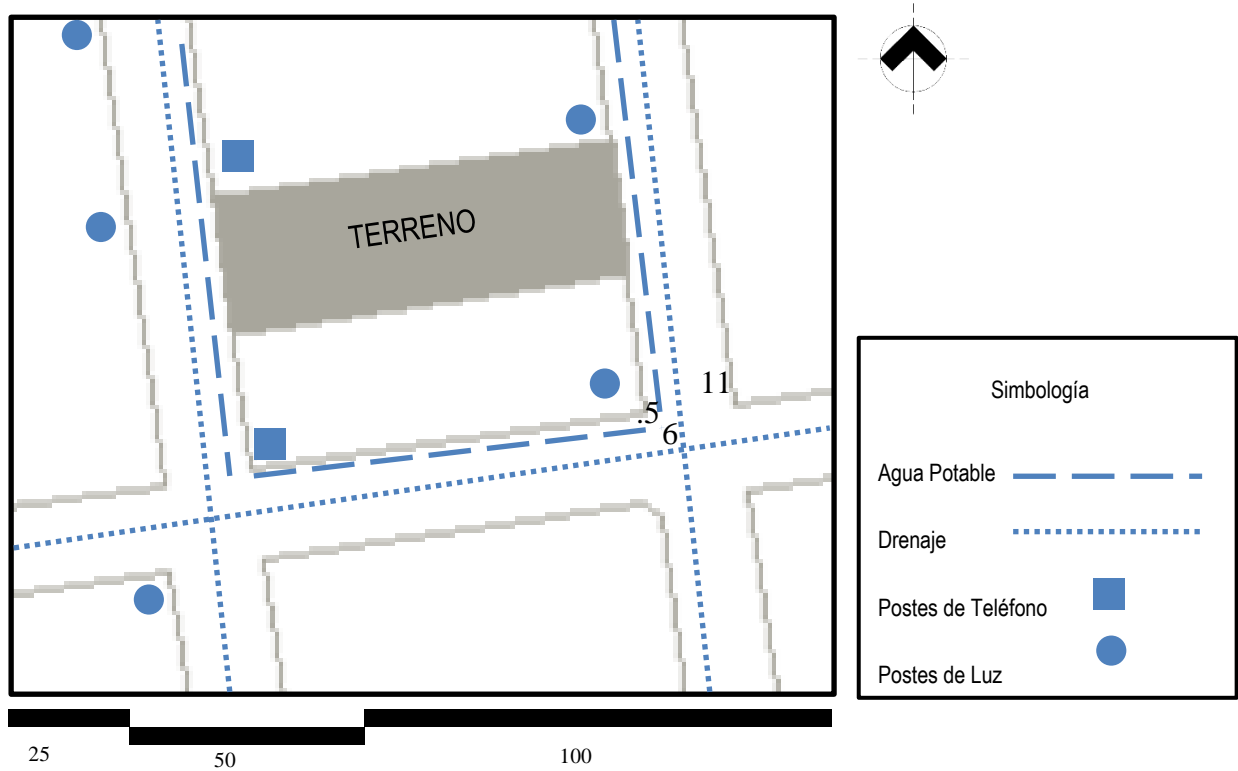 TERRENO
11
.5
6
Simbología
Agua Potable
Drenaje
Postes de Teléfono
Postes de Luz
25
50
100